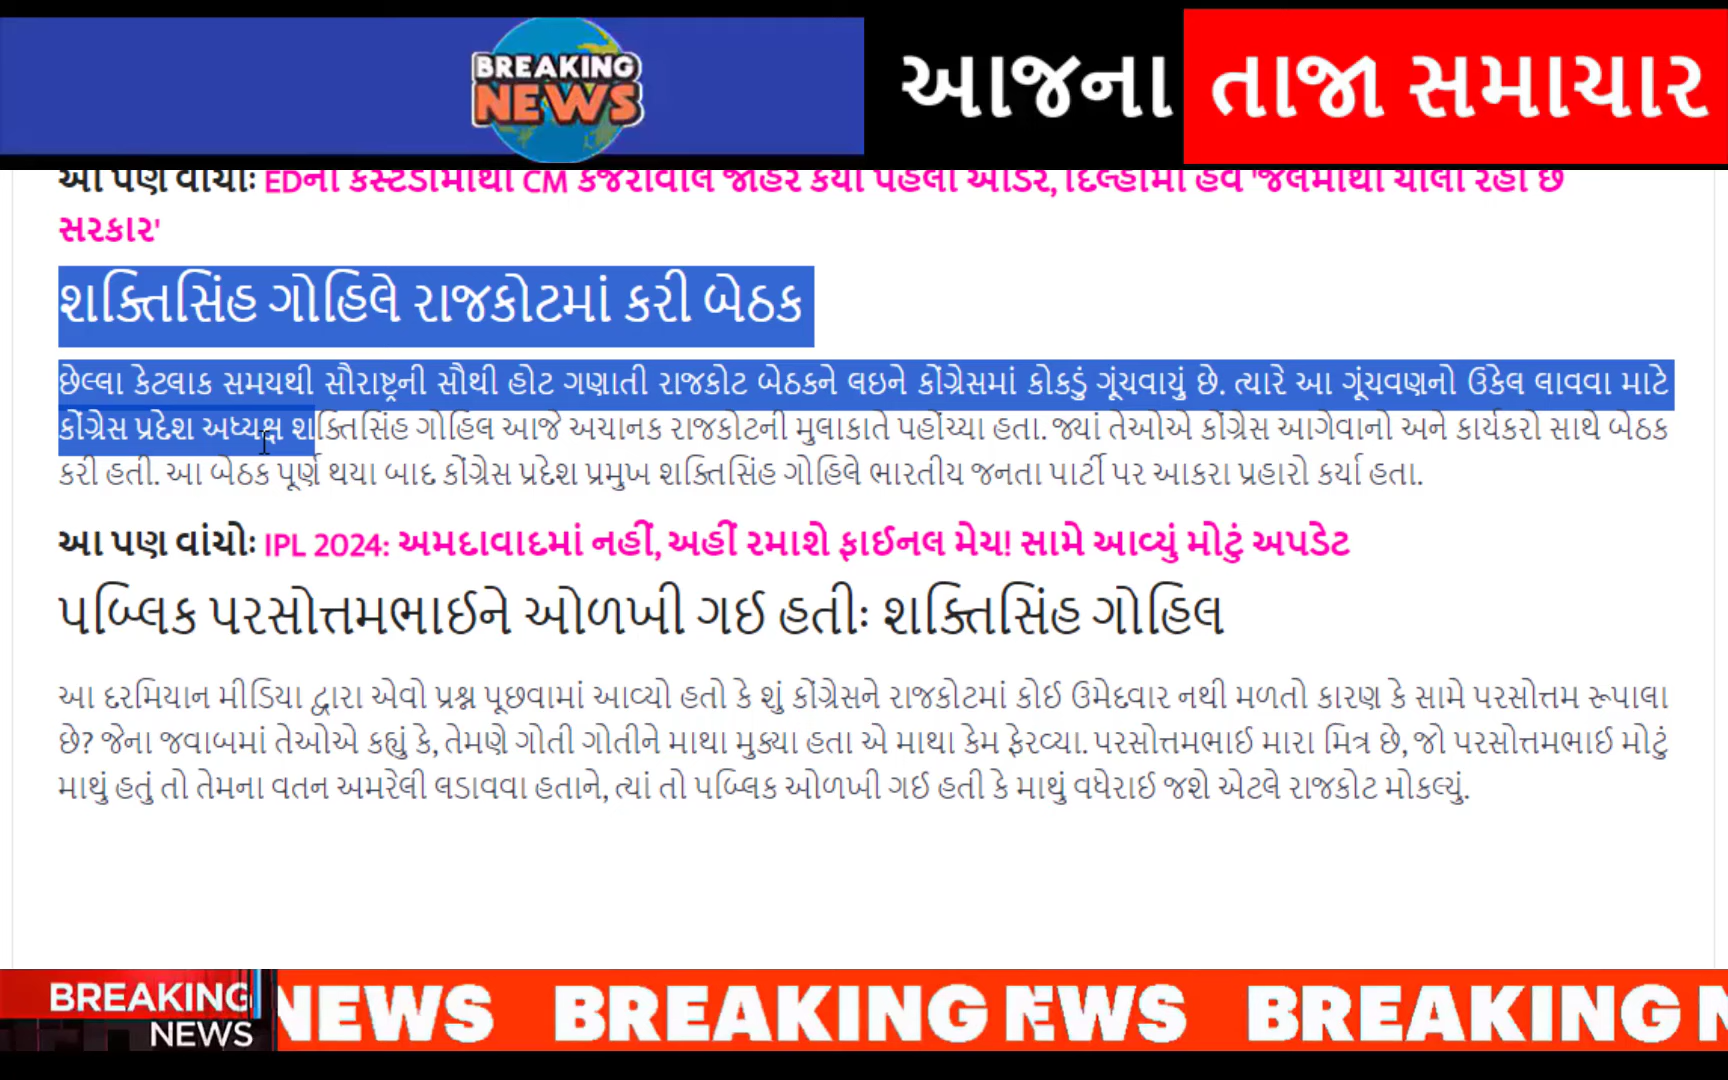 BREAKING
NEWS
આજના તાજા સમાચાર
આ પણ વાંચોઃ EDની કસ્ટડીમાંથી CM કેજરીવાલે જાહેર કર્યો પહેલો ઓર્ડર, દિલ્હીમાં હવે 'જેલમાંથી ચાલી રહી છે
સરકાર'
શક્તિસિંહ ગોહિલે રાજકોટમાં કરી બેઠક
છેલ્લા કેટલાક સમયથી સૌરાષ્ટ્રની સૌથી હોટ ગણાતી રાજકોટ બેઠકને લઇને કોંગ્રેસમાં કોકડું ગૂંચવાયું છે. ત્યારે આ ગૂંચવણનો ઉકેલ લાવવા માટે
કોંગ્રેસ પ્રદેશ અધ્યક્ષ શક્તિસિંહ ગોહિલ આજે અચાનક રાજકોટની મુલાકાતે પહોંચ્યા હતા. જ્યાં તેઓએ કોંગ્રેસ આગેવાનો અને કાર્યકરો સાથે બેઠક
કરી હતી. આ બેઠક પૂર્ણ થયા બાદ કોંગ્રેસ પ્રદેશ પ્રમુખ શક્તિસિંહ ગોહિલે ભારતીય જનતા પાર્ટી પર આકરા પ્રહારો કર્યા હતા.
આ પણ વાંચોઃ IPL 2024: અમદાવાદમાં નહીં, અહીં રમાશે ફાઈનલ મેચ! સામે આવ્યું મોટું અપડેટ
પબ્લિક પરસોત્તમભાઈને ઓળખી ગઈ હતીઃ શક્તિસિંહ ગોહિલ
આ દરમિયાન મીડિયા દ્વારા એવો પ્રશ્ન પૂછવામાં આવ્યો હતો કે શું કોંગ્રેસને રાજકોટમાં કોઈ ઉમેદવાર નથી મળતો કારણ કે સામે પરસોત્તમ રૂપાલા
છે? જેના જવાબમાં તેઓએ કહ્યું કે, તેમણે ગોતી ગોતીને માથા મુક્યા હતા એ માથા કેમ ફેરવ્યા. પરસોત્તમભાઈ મારા મિત્ર છે, જો પરસોત્તમભાઈ મોટું
માથું હતું તો તેમના વતન અમરેલી લડાવવા હતાને, ત્યાં તો પબ્લિક ઓળખી ગઈ હતી કે માથું વધેરાઈ જશે એટલે રાજકોટ મોકલ્યું.
BREAKING
NEWS
NEWS BREAKING NEWS BREAKING N